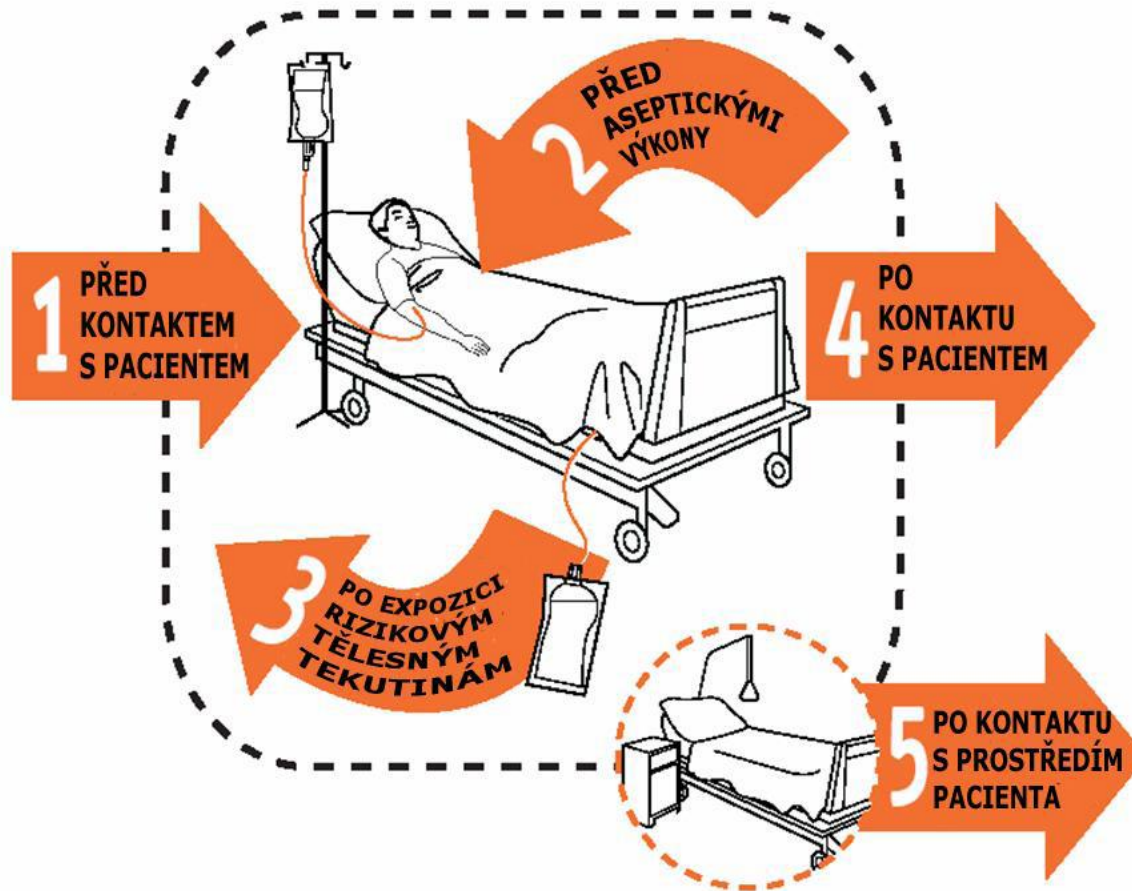 1
PŘED
KONTAKTEM
S PACIENTEM
2
PŘED
ASEPTICKÝMI
VÝKONY
3
PO EXPOZICI
RIZIKOVÝM
TĚLESNÝM
TEKUTINÁM
4
PO
KONTAKTU
S PACIENTEM
5
PO KONTAKTU
S PROSTŘEDÍM
PACIENTA